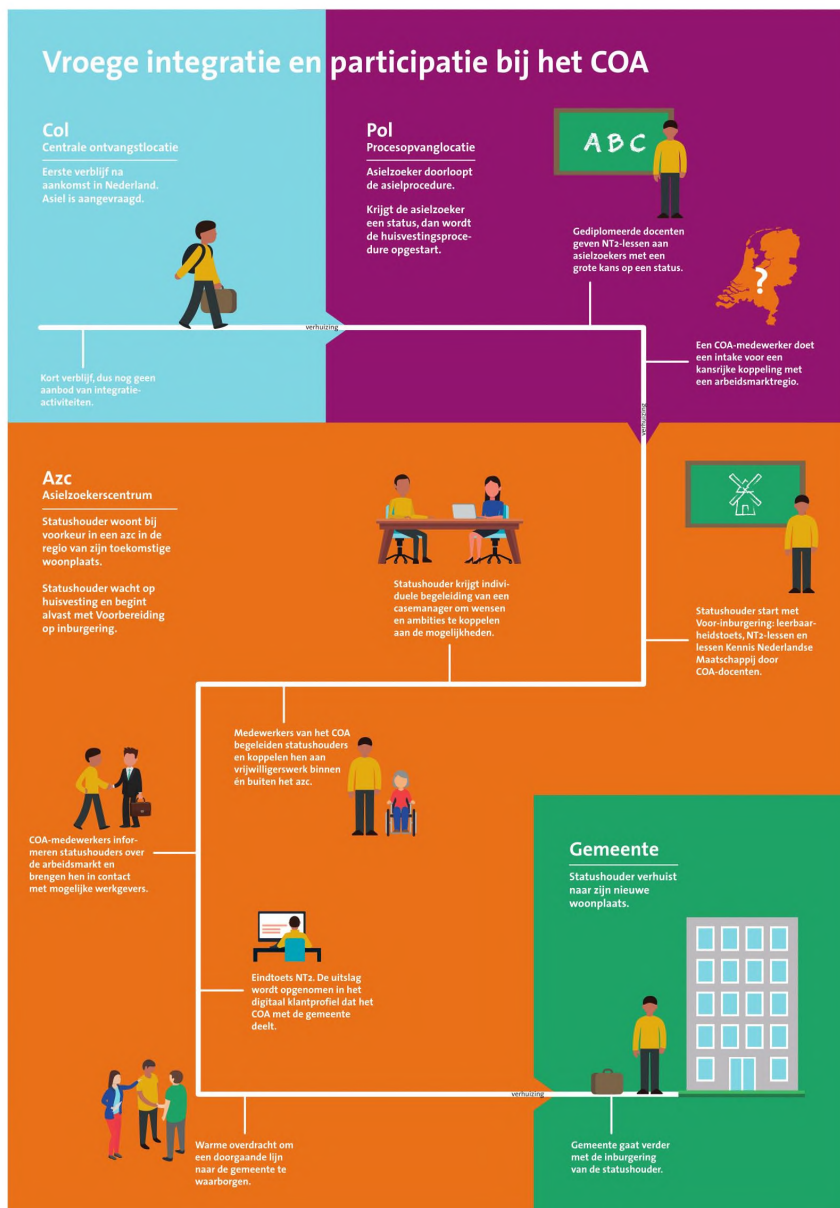 Vroege integratie en participatie bij het COA
Col
Centrale ontvangstlocatie
Eerste verblijf na
aankomst in Nederland.
Asiel is aangevraagd.
Kort verblijf, dus nog geen
aanbod van integratie-
activiteiten.
verhuizing
Pol
Procesopvanglocatie
Asielzoeker doorloopt
de asielprocedure.
Krijgt de asielzoeker
een status, dan wordt
de huisvestingsproce-
dure opgestart.
ABC
Gediplomeerde docenten
geven NT2-lessen aan
asielzoekers met een
grote kans op een status.
?
Een COA-medewerker doet
een intake voor een
kansrijke koppeling met
een arbeidsmarktregio.
verhuizing
Azc
Asielzoekerscentrum
Statushouder woont bij
voorkeur in een azc in de
regio van zijn toekomstige
woonplaats.
Statushouder wacht op
huisvesting en begint
alvast met Voorbereiding
op inburgering.
Statushouder krijgt indivi-
duele begeleiding van een
casemanager om wensen
en ambities te koppelen
aan de mogelijkheden.
Statushouder start met
Voor-inburgering: leerbaar-
heidstoets, NT2-lessen en
lessen Kennis Nederlandse
Maatschappij door
COA-docenten.
Medewerkers van het COA
begeleiden statushouders
en koppelen hen aan
vrijwilligerswerk binnen
én buiten het azc.
COA-medewerkers infor-
meren statushouders over
de arbeidsmarkt en
brengen hen in contact
met mogelijke werkgevers.
Eindtoets NT2. De uitslag
wordt opgenomen in het
digitaal klantprofiel dat het
COA met de gemeente
deelt.
Warme overdracht om
een doorgaande lijn
naar de gemeente te
waarborgen.
verhuizing
Gemeente
Statushouder verhuist
naar zijn nieuwe
woonplaats.
Gemeente gaat verder
met de inburgering
van de statushouder.